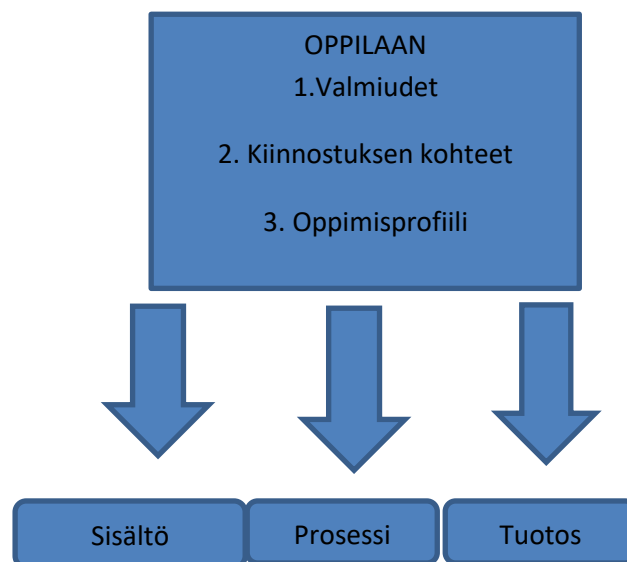 OPPILAAN
1.Valmiudet
2. Kiinnostuksen kohteet
3. Oppimisprofiili
Sisältö
Prosessi
Tuotos